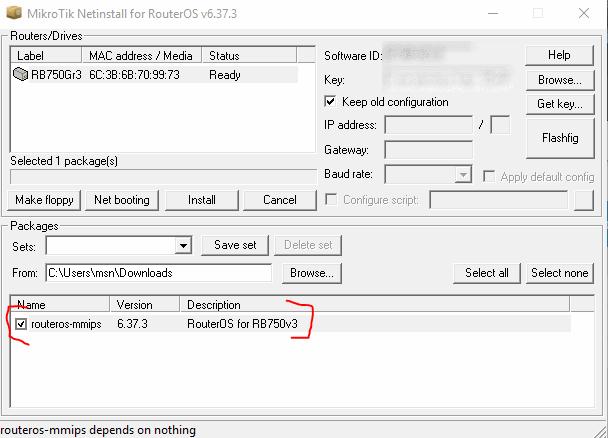 MikroTik Netinstall for RouterOS v6.37.3
Routers/Drives
Label MAC address / Media Status
RB750Gr3 6C:3B:6B:70:99:73 Ready
Software ID:
Help
Key:
Browse...
Keep old configuration
Get key...
IP address: /
Flashfig
Gateway:
Selected 1 package(s)
Baud rate:
Apply default config
Make floppy Net booting Install Cancel
Configure script:
Packages
Sets:
Save set Delete set
From: C:\Users\msn\Downloads Browse... Select all Select none
Name Version Description
routeros-mmips 6.37.3 RouterOS for RB750v3
routeros-mmips depends on nothing